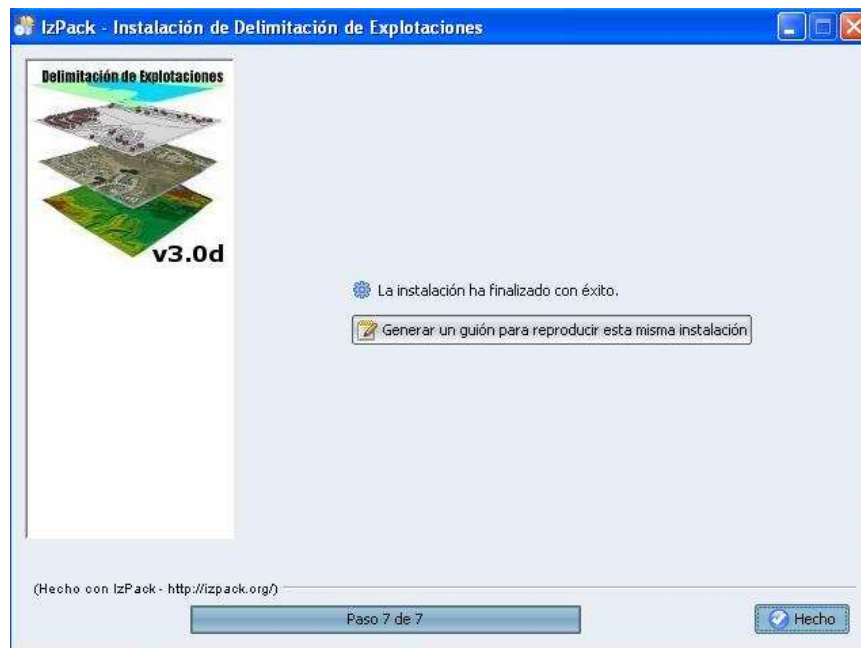 IzPack - Instalación de Delimitación de Explotaciones
Delimitación de Explotaciones
v3.0d
La instalación ha finalizado con éxito.
Generar un guión para reproducir esta misma instalación
(Hecho con IzPack - http://izpack.org/)
Paso 7 de 7
Hecho